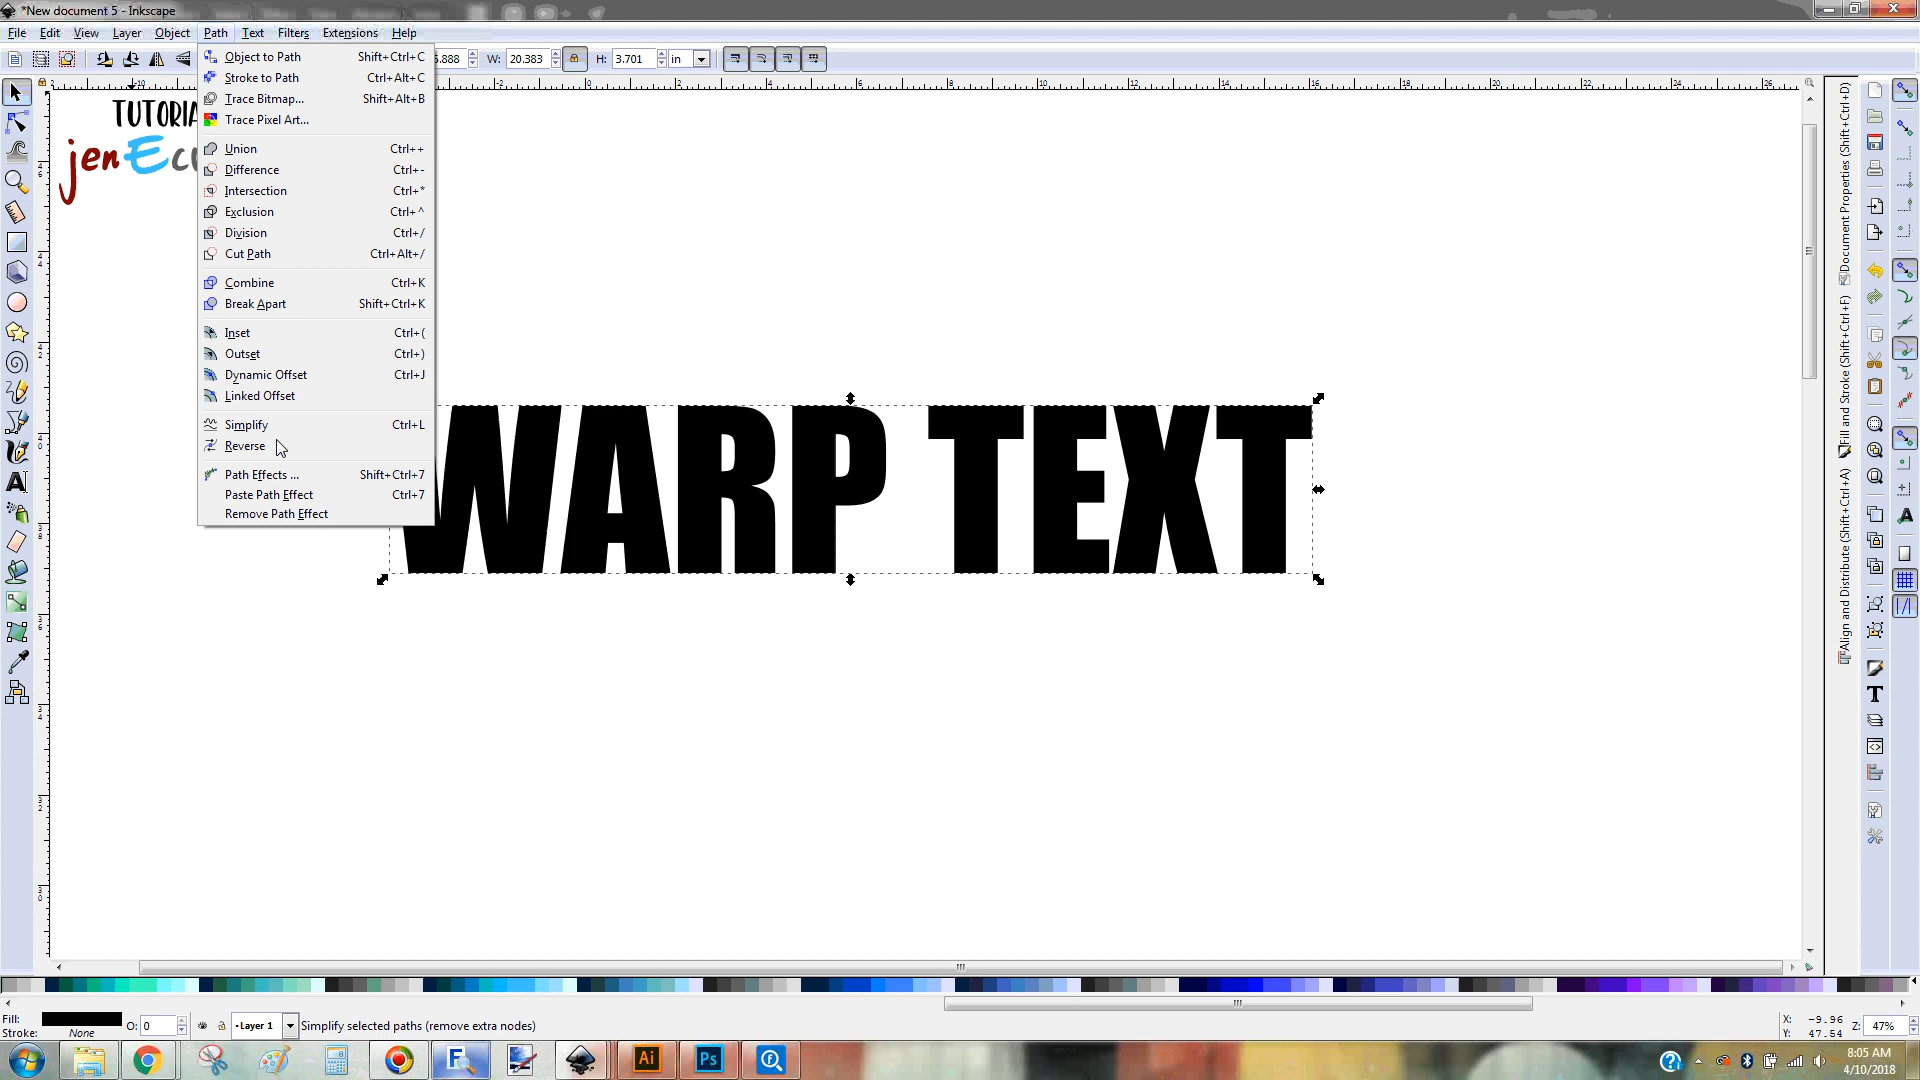 *New document 5 - Inkscape
File Edit View Layer Object Path Text Filters Extensions Help
W: 20.383 H: 3.701 in
Object to Path Shift+Ctrl+C
Stroke to Path Ctrl+Alt+C
Trace Bitmap... Shift+Alt+B
Trace Pixel Art...
Union Ctrl++
Difference Ctrl+-
Intersection Ctrl+*
Exclusion Ctrl+^
Division Ctrl+/
Cut Path Ctrl+Alt+/
Combine Ctrl+K
Break Apart Shift+Ctrl+K
Inset Ctrl+(
Outset Ctrl+)
Dynamic Offset Ctrl+J
Linked Offset
Simplify Ctrl+L
Reverse
Path Effects ... Shift+Ctrl+7
Paste Path Effect Ctrl+7
Remove Path Effect
TUTORIA
jenEc
WARP TEXT
Document Properties (Shift+Ctrl+D)
Fill and Stroke (Shift+Ctrl+F)
Align and Distribute (Shift+Ctrl+A)
Fill:
Stroke: None
O: 0
Layer 1
Simplify selected paths (remove extra nodes)
X: -9.96
Y: 47.54
Z: 47%
Ai
Ps
8:05 AM
4/10/2018